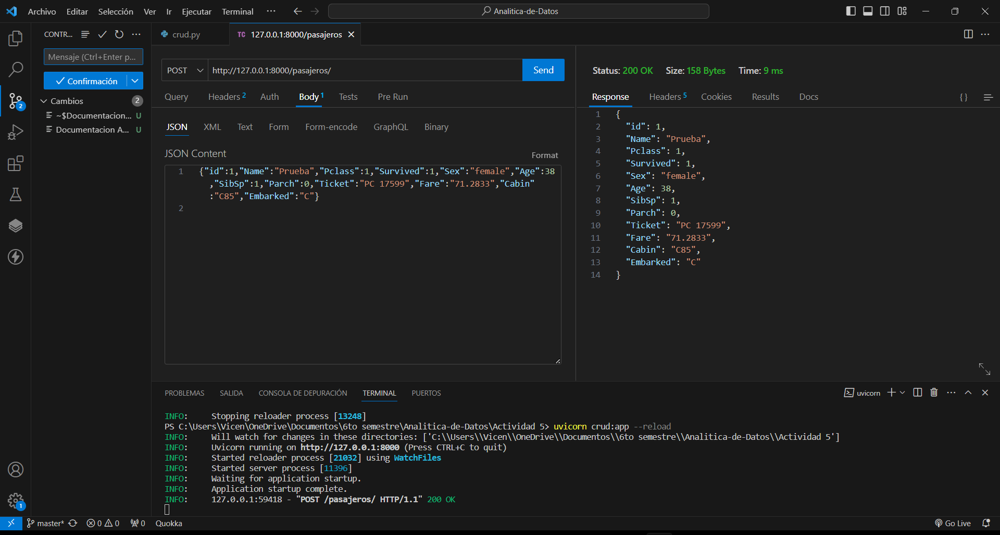 Archivo Editar Selección Ver Ir Ejecutar Terminal ··· Analitica-de-Datos
CONTR... ···
Mensaje (Ctrl+Enter p...
Confirmación
Cambios 2
~$Documentacion... U
Documentacion A... U
2
1
crud.py
TC 127.0.0.1:8000/pasajeros
POST http://127.0.0.1:8000/pasajeros/ Send
Query Headers 2 Auth Body 1 Tests Pre Run
JSON XML Text Form Form-encode GraphQL Binary
JSON Content
Format
1 {"id":1,"Name":"Prueba","Pclass":1,"Survived":1,"Sex":"female","Age":38
,"SibSp":1,"Parch":0,"Ticket":"PC 17599","Fare":"71.2833","Cabin"
:"C85","Embarked":"C"}
2
Status: 200 OK Size: 158 Bytes Time: 9 ms
Response Headers 5 Cookies Results Docs {}
1 {
2 "id": 1,
3 "Name": "Prueba",
4 "Pclass": 1,
5 "Survived": 1,
6 "Sex": "female",
7 "Age": 38,
8 "SibSp": 1,
9 "Parch": 0,
10 "Ticket": "PC 17599",
11 "Fare": "71.2833",
12 "Cabin": "C85",
13 "Embarked": "C"
14 }
PROBLEMAS SALIDA CONSOLA DE DEPURACIÓN TERMINAL PUERTOS uvicorn
INFO: Stopping reloader process [13248]
PS C:\Users\Vicen\OneDrive\Documentos\6to semestre\Analitica-de-Datos\Actividad 5> uvicorn crud:app --reload
INFO: Will watch for changes in these directories: ['C:\\Users\\Vicen\\OneDrive\\Documentos\\6to semestre\\Analitica-de-Datos\\Actividad 5']
INFO: Uvicorn running on http://127.0.0.1:8000 (Press CTRL+C to quit)
INFO: Started reloader process [21032] using WatchFiles
INFO: Started server process [11396]
INFO: Waiting for application startup.
INFO: Application startup complete.
INFO: 127.0.0.1:59418 - "POST /pasajeros/ HTTP/1.1" 200 OK
master* 0 0 0 Quokka Go Live